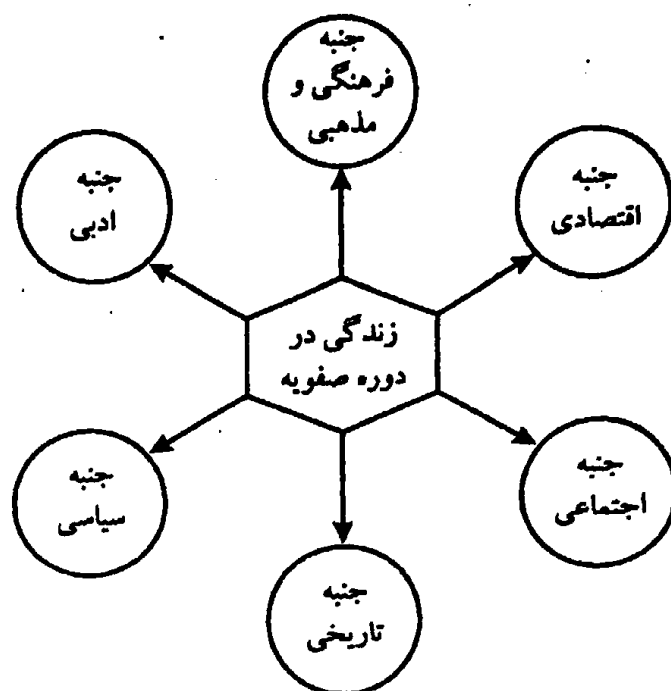 جنبه
فرهنگی و
مذهبی
جنبه
اقتصادی
جنبه
ادبی
زندگی در
دوره صفویه
جنبه
اجتماعی
جنبه
سیاسی
جنبه
تاریخی